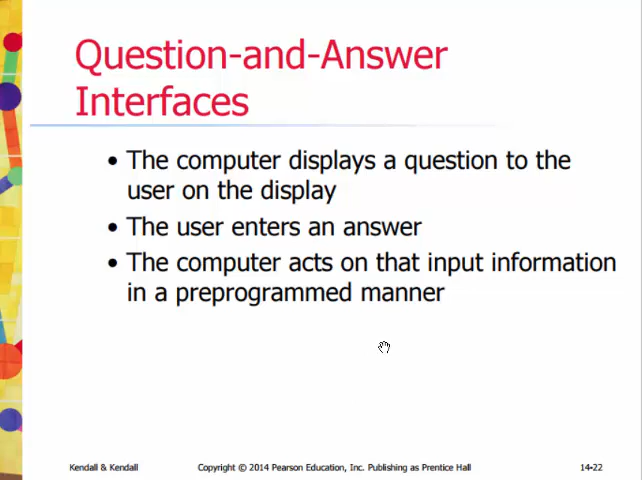 Question-and-Answer
Interfaces
• The computer displays a question to the
user on the display
• The user enters an answer
• The computer acts on that input information
in a preprogrammed manner
Kendall & Kendall Copyright © 2014 Pearson Education, Inc. Publishing as Prentice Hall 14-22